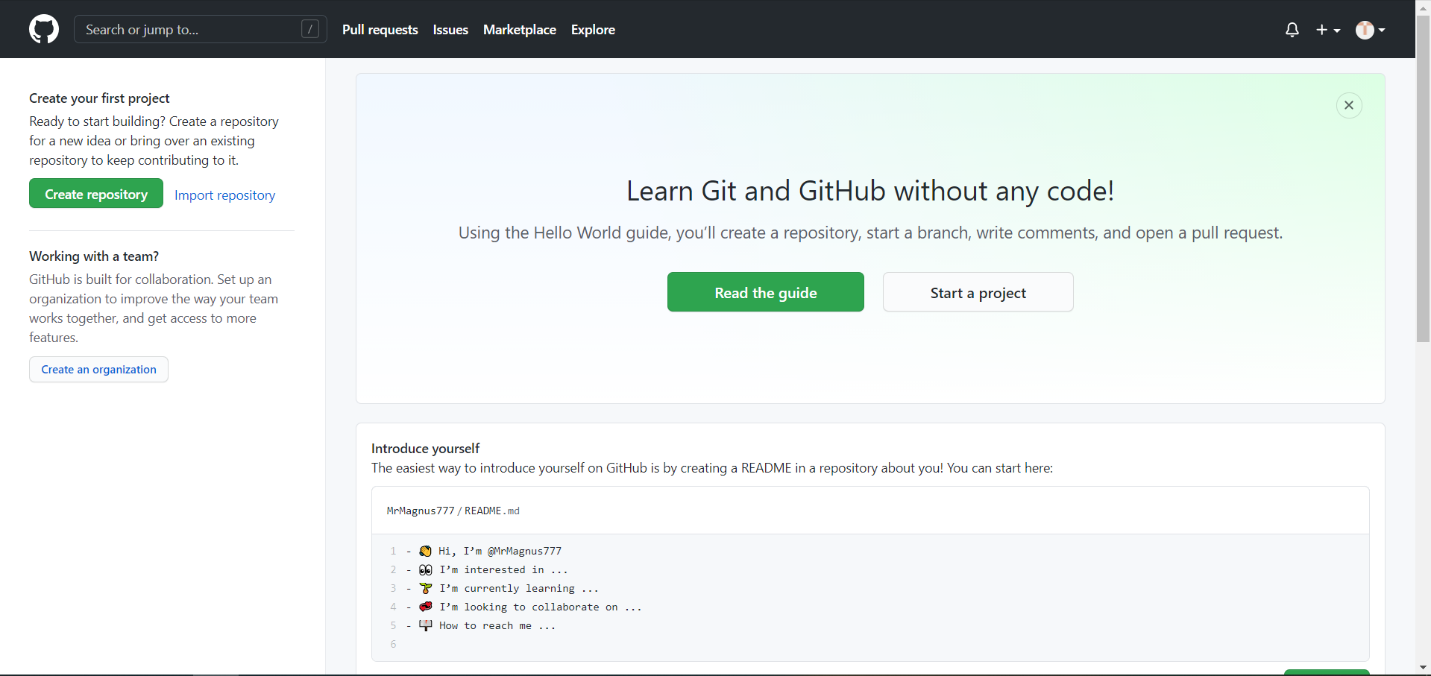 Search or jump to... / Pull requests Issues Marketplace Explore
Create your first project
Ready to start building? Create a repository
for a new idea or bring over an existing
repository to keep contributing to it.
Create repository Import repository
Working with a team?
GitHub is built for collaboration. Set up an
organization to improve the way your team
works together, and get access to more
features.
Create an organization
Learn Git and GitHub without any code!
Using the Hello World guide, you’ll create a repository, start a branch, write comments, and open a pull request.
Read the guide Start a project
Introduce yourself
The easiest way to introduce yourself on GitHub is by creating a README in a repository about you! You can start here:
MrMagnus777/README.md
1 - 👋 Hi, I’m @MrMagnus777
2 - 👀 I’m interested in ...
3 - 🌱 I’m currently learning ...
4 - 💞️ I’m looking to collaborate on ...
5 - 📫 How to reach me ...
6